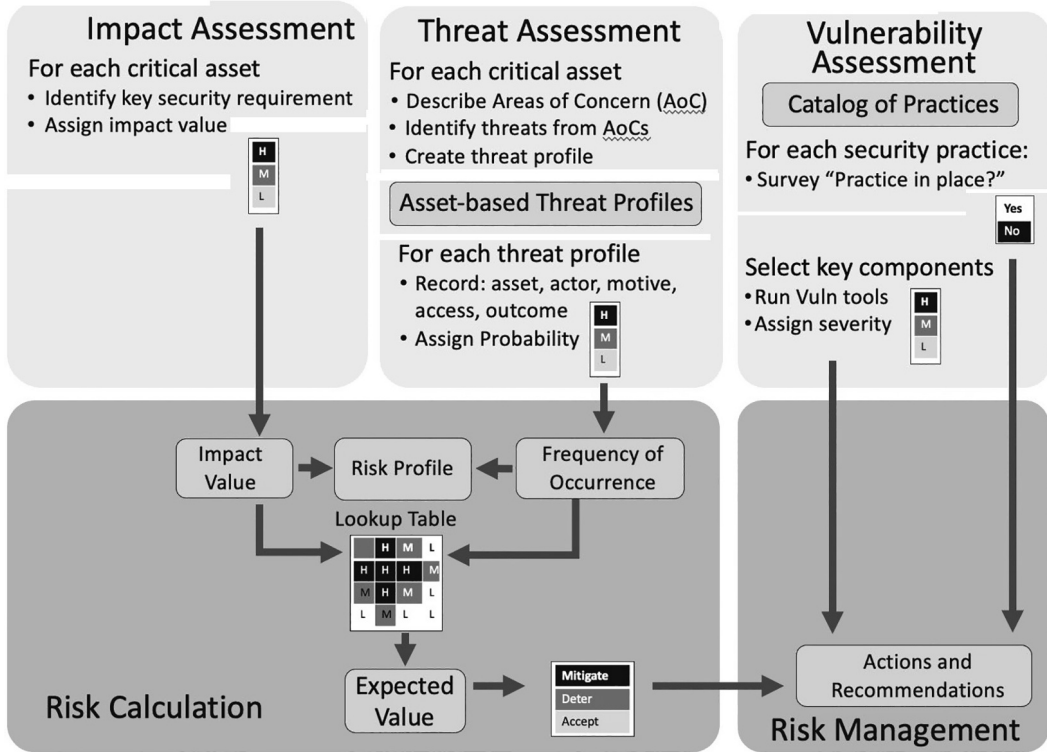 Impact Assessment
For each critical asset
• Identify key security requirement
• Assign impact value
H
M
L
Threat Assessment
For each critical asset
• Describe Areas of Concern (AoC)
• Identify threats from AoCs
• Create threat profile
Asset-based Threat Profiles
For each threat profile
• Record: asset, actor, motive,
access, outcome
• Assign Probability
H
M
L
Vulnerability
Assessment
Catalog of Practices
For each security practice:
• Survey “Practice in place?”
Yes
No
Select key components
•Run Vuln tools
•Assign severity
H
M
L
Impact
Value
Risk Profile
Frequency of
Occurrence
Lookup Table
H M L
H H H M
M H M L
L M L L
Expected
Value
Mitigate
Deter
Accept
Risk Calculation
Actions and
Recommendations
Risk Management